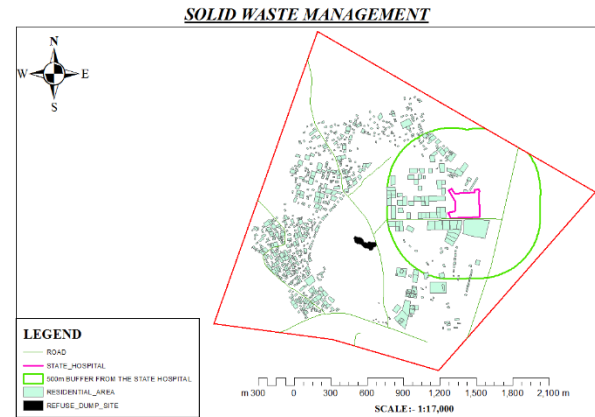 SOLID WASTE MANAGEMENT
N
W E
S
LEGEND
ROAD
STATE_HOSPITAL
500m BUFFER FROM THE STATE HOSPITAL
RESIDENTIAL_AREA
REFUSE_DUMP_SITE
m 300 0 300 600 900 1,200 1,500 1,800 2,100 m
SCALE:- 1:17,000